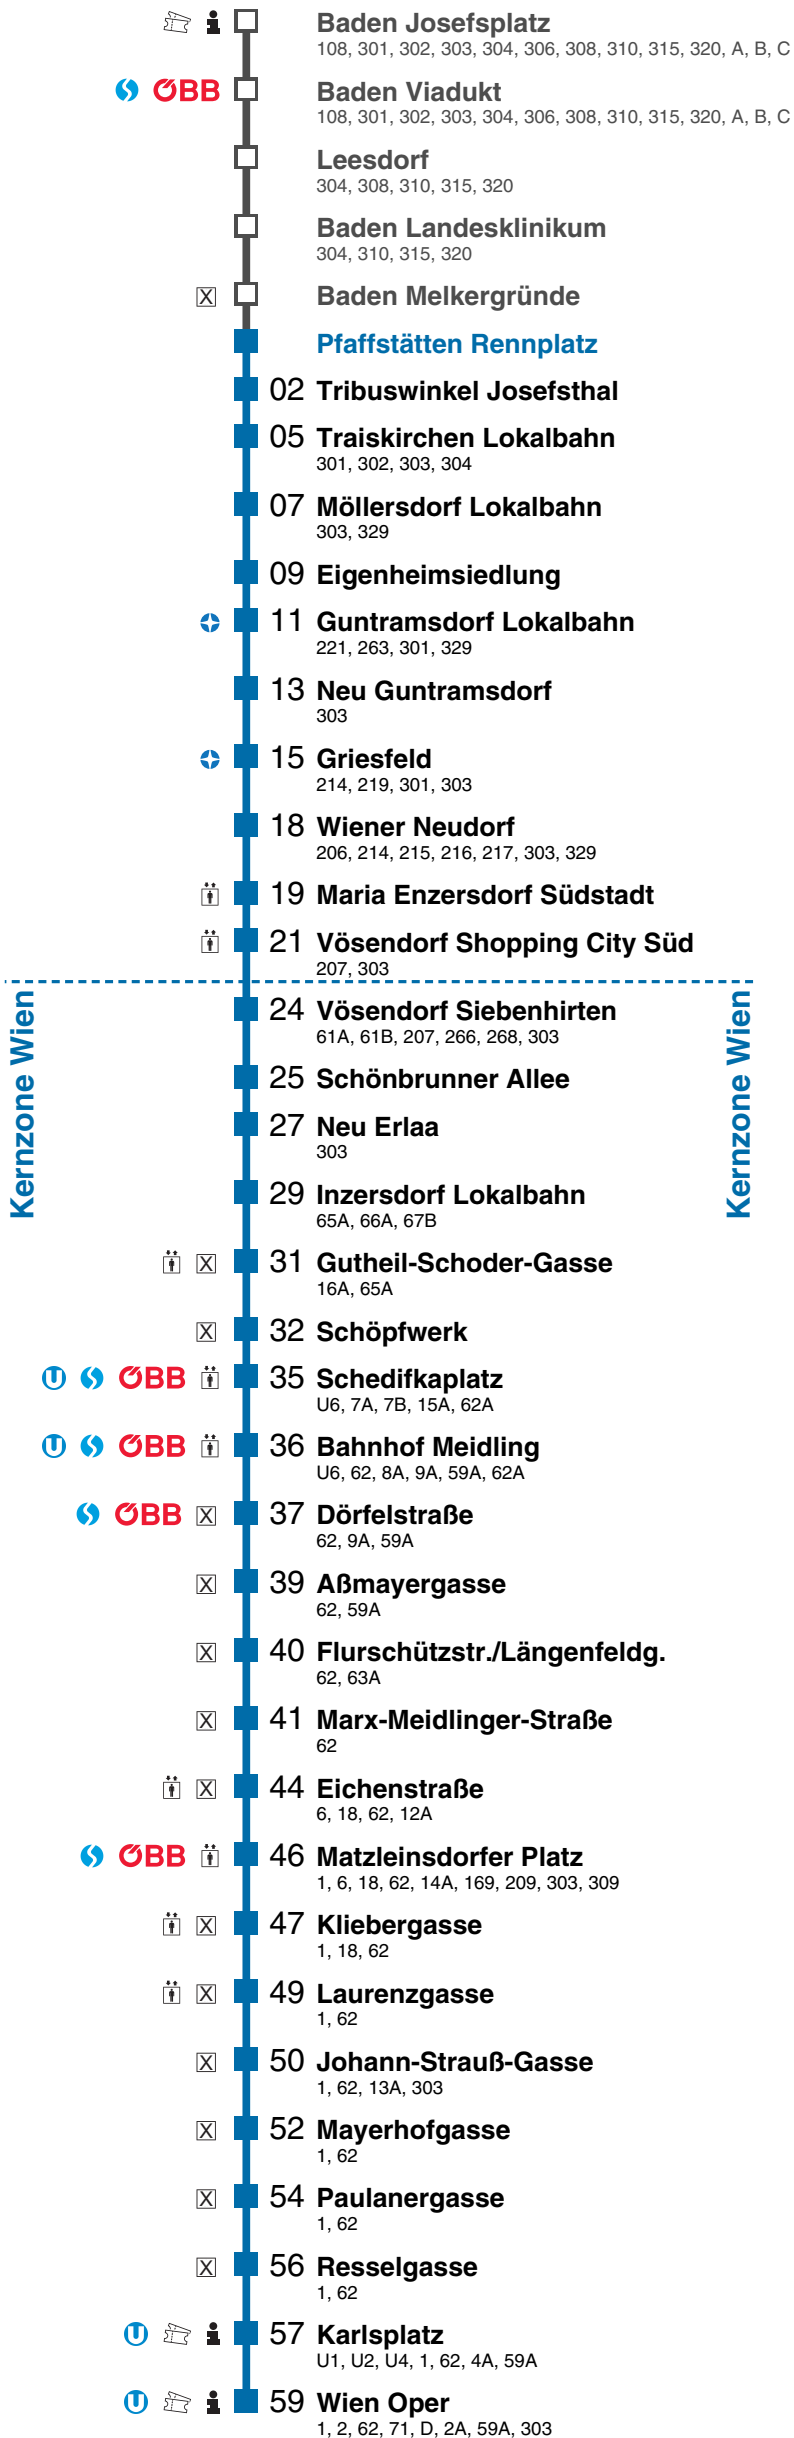 Baden Josefsplatz
108, 301, 302, 303, 304, 306, 308, 310, 315, 320, A, B, C
ÖBB
Baden Viadukt
108, 301, 302, 303, 304, 306, 308, 310, 315, 320, A, B, C
Leesdorf
304, 308, 310, 315, 320
Baden Landesklinikum
304, 310, 315, 320
X Baden Melkergründe
Pfaffstätten Rennplatz
02 Tribuswinkel Josefsthal
05 Traiskirchen Lokalbahn
301, 302, 303, 304
07 Möllersdorf Lokalbahn
303, 329
09 Eigenheimsiedlung
11 Guntramsdorf Lokalbahn
221, 263, 301, 329
13 Neu Guntramsdorf
303
15 Griesfeld
214, 219, 301, 303
18 Wiener Neudorf
206, 214, 215, 216, 217, 303, 329
19 Maria Enzersdorf Südstadt
21 Vösendorf Shopping City Süd
207, 303
Kernzone Wien
Kernzone Wien
24 Vösendorf Siebenhirten
61A, 61B, 207, 266, 268, 303
25 Schönbrunner Allee
27 Neu Erlaa
303
29 Inzersdorf Lokalbahn
65A, 66A, 67B
X 31 Gutheil-Schoder-Gasse
16A, 65A
X 32 Schöpfwerk
U ÖBB 35 Schedifkaplatz
U6, 7A, 7B, 15A, 62A
U ÖBB 36 Bahnhof Meidling
U6, 62, 8A, 9A, 59A, 62A
ÖBB X 37 Dörfelstraße
62, 9A, 59A
X 39 Aßmayergasse
62, 59A
X 40 Flurschützstr./Längenfeldg.
62, 63A
X 41 Marx-Meidlinger-Straße
62
X 44 Eichenstraße
6, 18, 62, 12A
ÖBB 46 Matzleinsdorfer Platz
1, 6, 18, 62, 14A, 169, 209, 303, 309
X 47 Kliebergasse
1, 18, 62
X 49 Laurenzgasse
1, 62
X 50 Johann-Strauß-Gasse
1, 62, 13A, 303
X 52 Mayerhofgasse
1, 62
X 54 Paulanergasse
1, 62
X 56 Resselgasse
1, 62
U i 57 Karlsplatz
U1, U2, U4, 1, 62, 4A, 59A
U i 59 Wien Oper
1, 2, 62, 71, D, 2A, 59A, 303